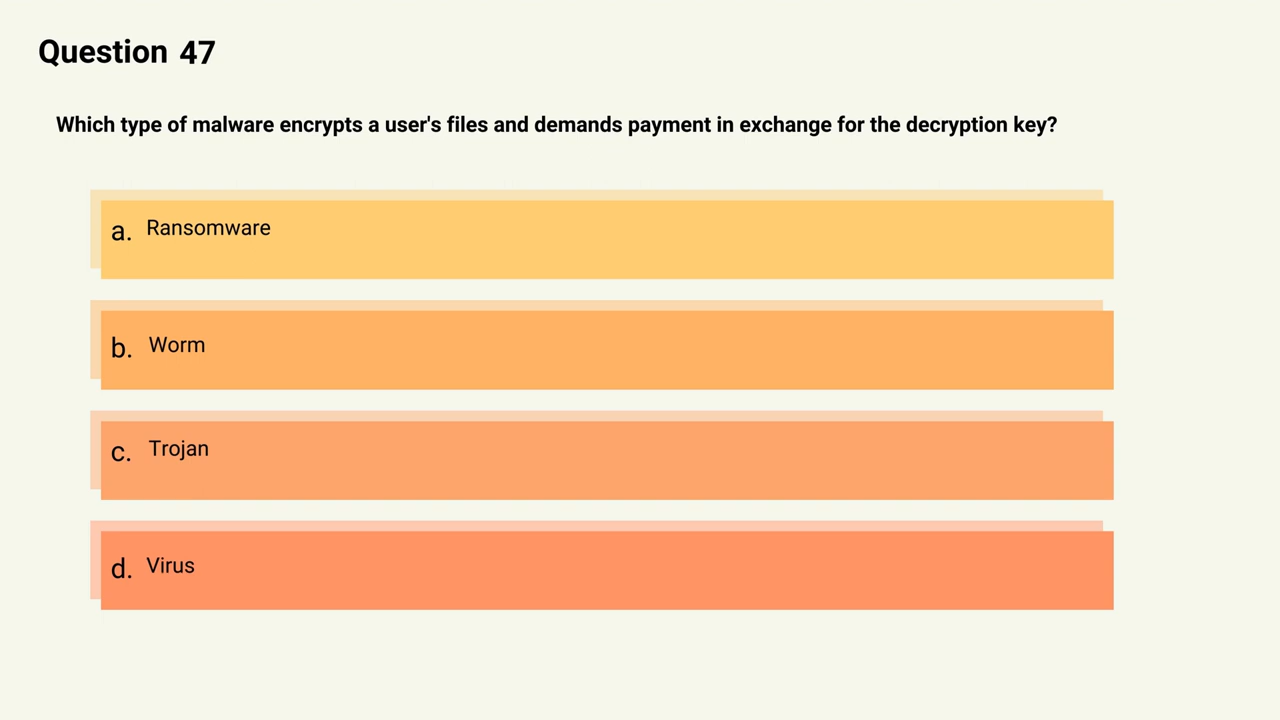 Question 47
Which type of malware encrypts a user's files and demands payment in exchange for the decryption key?
a. Ransomware
b. Worm
c. Trojan
d. Virus